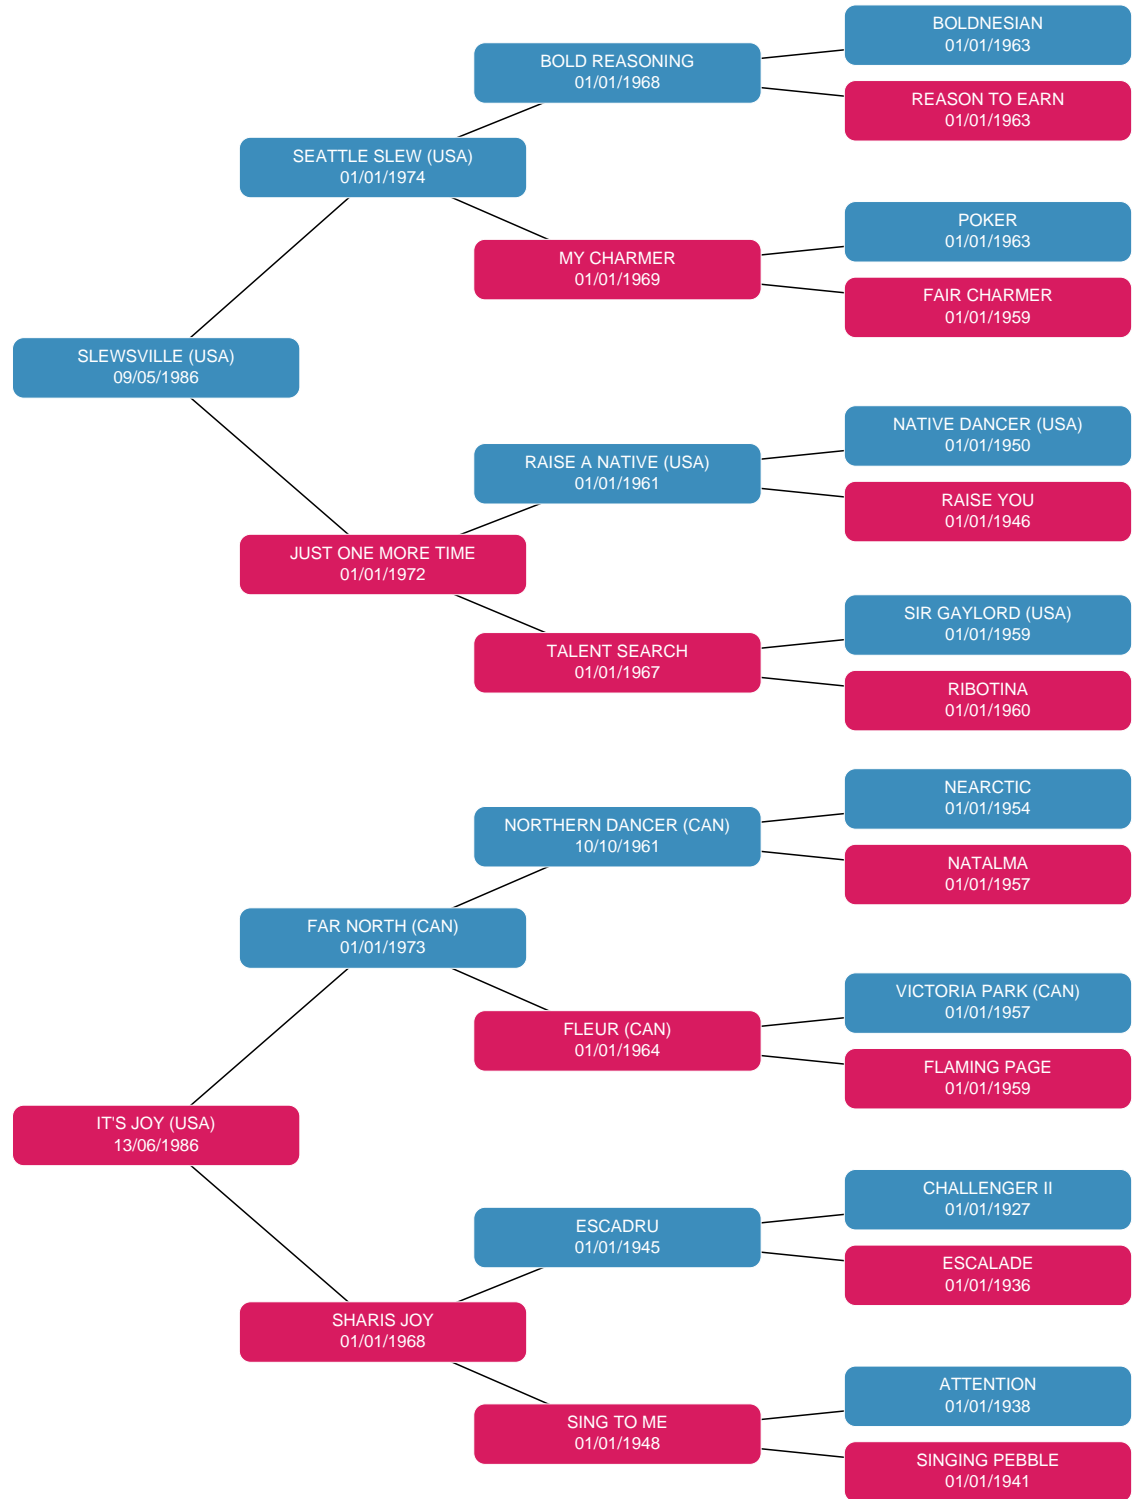 BOLDNESIAN
01/01/1963
BOLD REASONING
01/01/1968
REASON TO EARN
01/01/1963
SEATTLE SLEW (USA)
01/01/1974
POKER
01/01/1963
MY CHARMER
01/01/1969
FAIR CHARMER
01/01/1959
SLEWSVILLE (USA)
09/05/1986
NATIVE DANCER (USA)
01/01/1950
RAISE A NATIVE (USA)
01/01/1961
RAISE YOU
01/01/1946
JUST ONE MORE TIME
01/01/1972
SIR GAYLORD (USA)
01/01/1959
TALENT SEARCH
01/01/1967
RIBOTINA
01/01/1960
NEARCTIC
01/01/1954
NORTHERN DANCER (CAN)
10/10/1961
NATALMA
01/01/1957
FAR NORTH (CAN)
01/01/1973
VICTORIA PARK (CAN)
01/01/1957
FLEUR (CAN)
01/01/1964
FLAMING PAGE
01/01/1959
IT'S JOY (USA)
13/06/1986
CHALLENGER II
01/01/1927
ESCADRU
01/01/1945
ESCALADE
01/01/1936
SHARIS JOY
01/01/1968
ATTENTION
01/01/1938
SING TO ME
01/01/1948
SINGING PEBBLE
01/01/1941